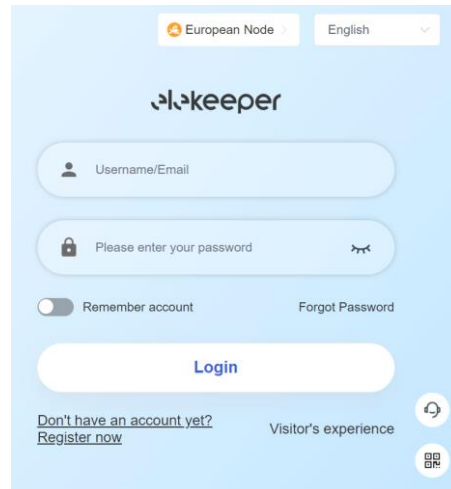 European Node
English
elekeeper
Username/Email
Please enter your password
Remember account
Forgot Password
Login
Don't have an account yet?
Register now
Visitor's experience